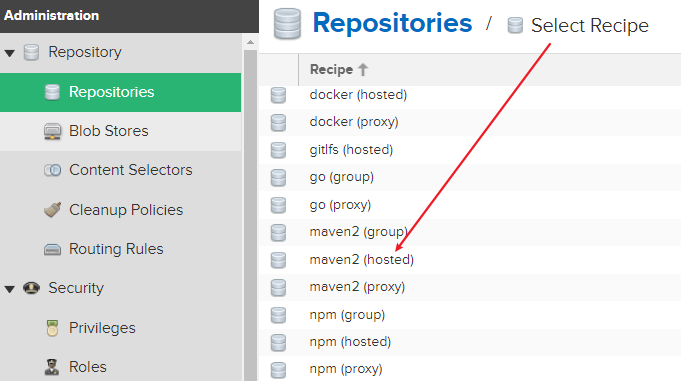 Administration
Repository
Repositories
Blob Stores
Content Selectors
Cleanup Policies
Routing Rules
Security
Privileges
Roles
Repositories / Select Recipe
Recipe
docker (hosted)
docker (proxy)
gitlfs (hosted)
go (group)
go (proxy)
maven2 (group)
maven2 (hosted)
maven2 (proxy)
npm (group)
npm (hosted)
npm (proxy)